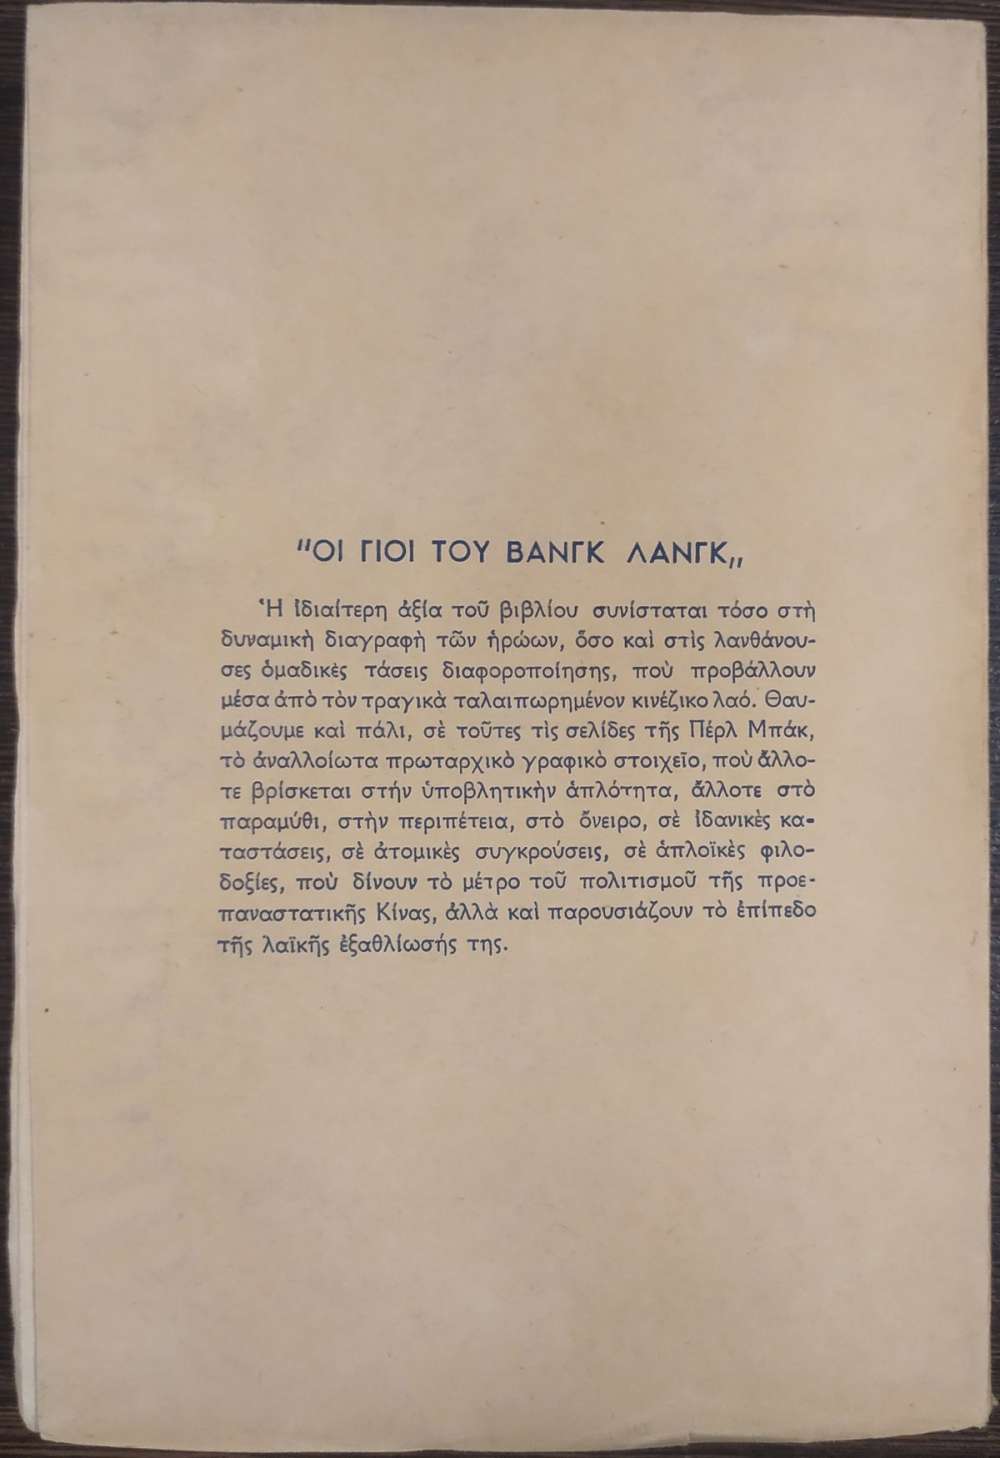 "ΟΙ ΓΙΟΙ ΤΟΥ ΒΑΝΓΚ ΛΑΝΓΚ„
Ἡ ἰδιαίτερη ἀξία τοῦ βιβλίου συνίσταται τόσο στὴ
δυναμικὴ διαγραφὴ τῶν ἡρώων, ὅσο καὶ στὶς λανθάνου-
σες ὁμαδικὲς τάσεις διαφοροποίησης, ποὺ προβάλλουν
μέσα ἀπὸ τὸν τραγικὰ ταλαιπωρημένον κινέζικο λαό. Θαυ-
μάζουμε καὶ πάλι, σὲ τοῦτες τὶς σελίδες τῆς Πέρλ Μπάκ,
τὸ ἀναλλοίωτα πρωταρχικὸ γραφικὸ στοιχεῖο, ποὺ ἄλλο-
τε βρίσκεται στήν ὑποβλητικὴν ἁπλότητα, ἄλλοτε στὸ
παραμύθι, στὴν περιπέτεια, στὸ ὄνειρο, σὲ ἰδανικὲς κα-
ταστάσεις, σὲ ἀτομικὲς συγκρούσεις, σὲ ἁπλοϊκὲς φιλο-
δοξίες, ποὺ δίνουν τὸ μέτρο τοῦ πολιτισμοῦ τῆς προε-
παναστατικῆς Κίνας, ἀλλὰ καὶ παρουσιάζουν τὸ ἐπίπεδο
τῆς λαϊκῆς ἐξαθλίωσής της.